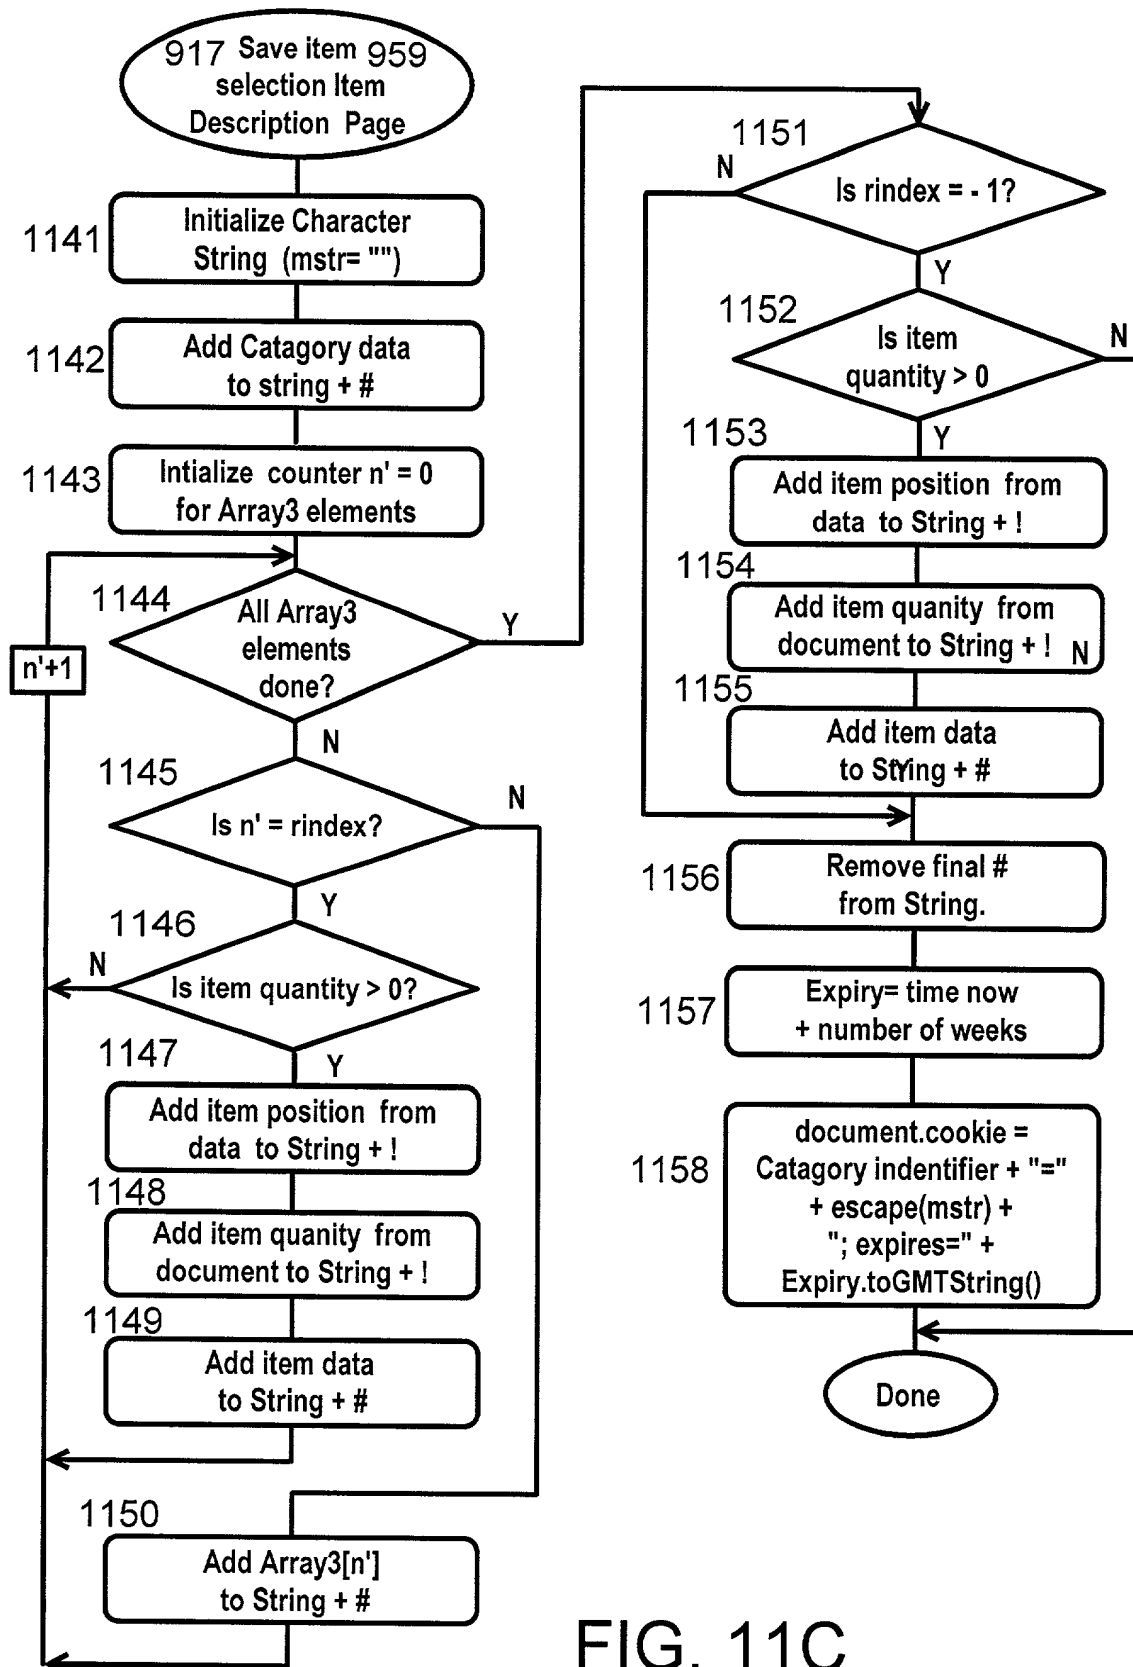 917 Save item 959
selection Item
Description Page
1141
Initialize Character
String (mstr= "")
1142
Add Catagory data
to string + #
1143
Intialize counter n' = 0
for Array3 elements
n'+1
1144
All Array3
elements
done?
Y
N
1145
Is n' = rindex?
N
Y
1146
Is item quantity > 0?
N
Y
1147
Add item position from
data to String + !
1148
Add item quanity from
document to String + !
1149
Add item data
to String + #
1150
Add Array3[n']
to String + #
1151
Is rindex = - 1?
N
Y
1152
Is item
quantity > 0
N
Y
1153
Add item position from
data to String + !
1154
Add item quanity from
document to String + !
N
1155
Add item data
to String + #
Y
1156
Remove final #
from String.
1157
Expiry= time now
+ number of weeks
1158
document.cookie =
Catagory indentifier + "="
+ escape(mstr) +
"; expires=" +
Expiry.toGMTString()
Done
FIG. 11C